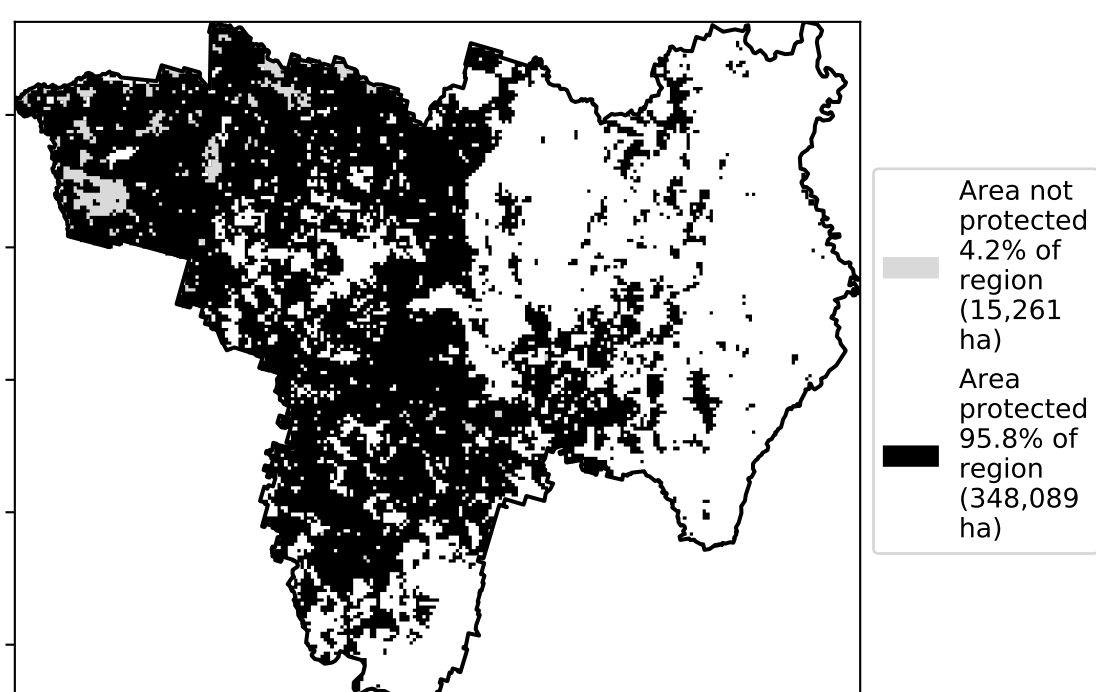 Area not
protected
4.2% of
region
(15,261
ha)
Area
protected
95.8% of
region
(348,089
ha)